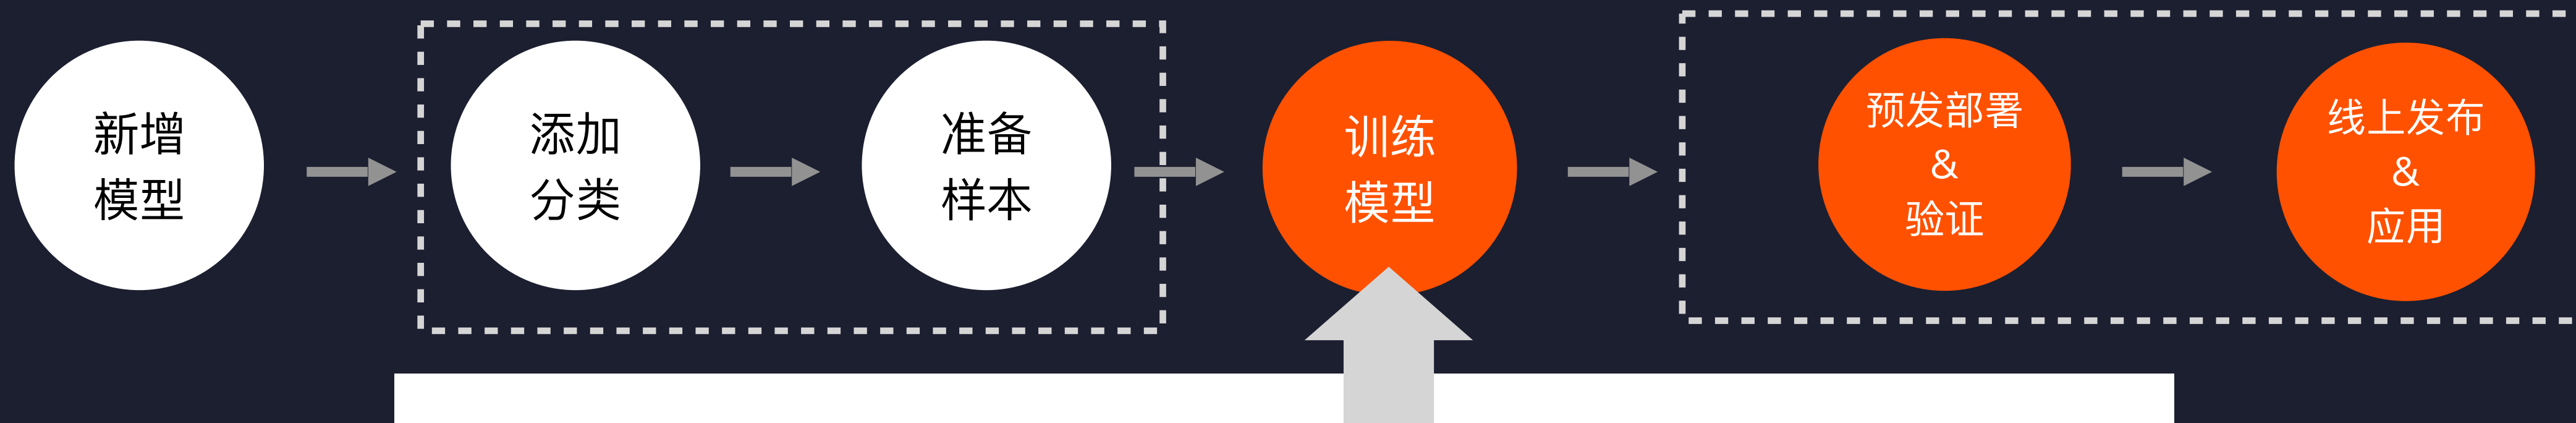 新增
模型
添加
分类
准备
样本
训练
模型
预发部署
&
验证
线上发布
&
应用